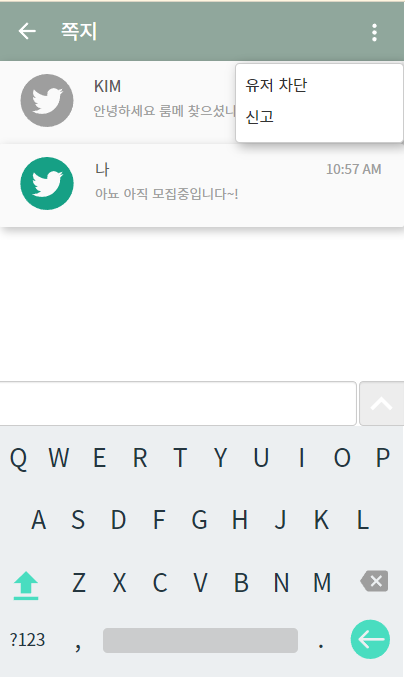 쪽지
유저 차단
신고
KIM
안녕하세요 룸메 찾으셨나
나
10:57 AM
아뇨 아직 모집중입니다~!
Q W E R T Y U I O P
A S D F G H J K L
Z X C V B N M
?123 , .